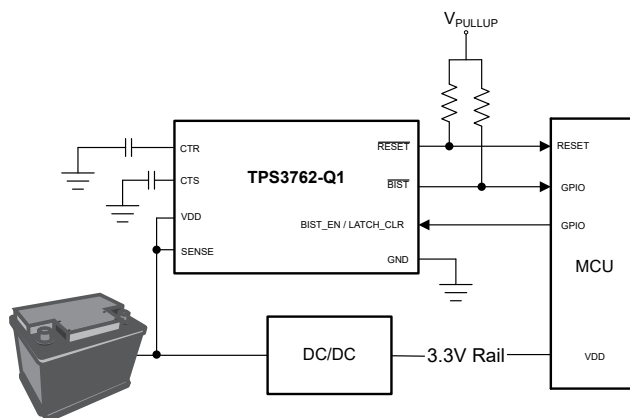 VPULLUP
CTR
CTS
VDD
SENSE
TPS3762-Q1
RESET
BIST
BIST_EN / LATCH_CLR
GND
RESET
GPIO
GPIO
MCU
VDD
DC/DC
3.3V Rail